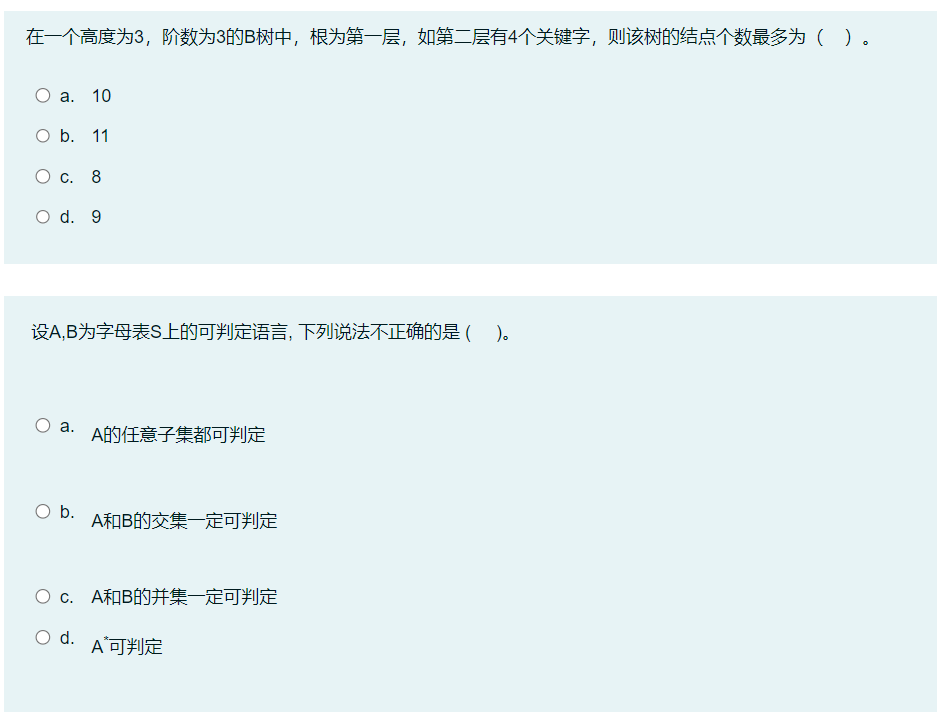 在一个高度为3，阶数为3的B树中，根为第一层，如第二层有4个关键字，则该树的结点个数最多为（　）。
a. 10
b. 11
c. 8
d. 9
设A,B为字母表S上的可判定语言, 下列说法不正确的是 (　)。
a. A的任意子集都可判定
b. A和B的交集一定可判定
c. A和B的并集一定可判定
d. A*可判定